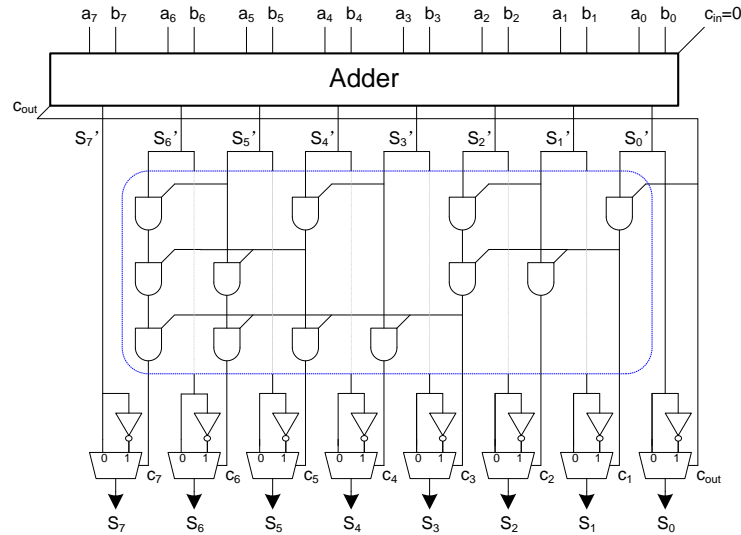 a7 b7 a6 b6 a5 b5 a4 b4 a3 b3 a2 b2 a1 b1 a0 b0 cin=0
Adder
cout
S7' S6' S5' S4' S3' S2' S1' S0'
0 1 0 1 0 1 0 1 0 1 0 1 0 1 0 1
c7 c6 c5 c4 c3 c2 c1 cout
S7 S6 S5 S4 S3 S2 S1 S0